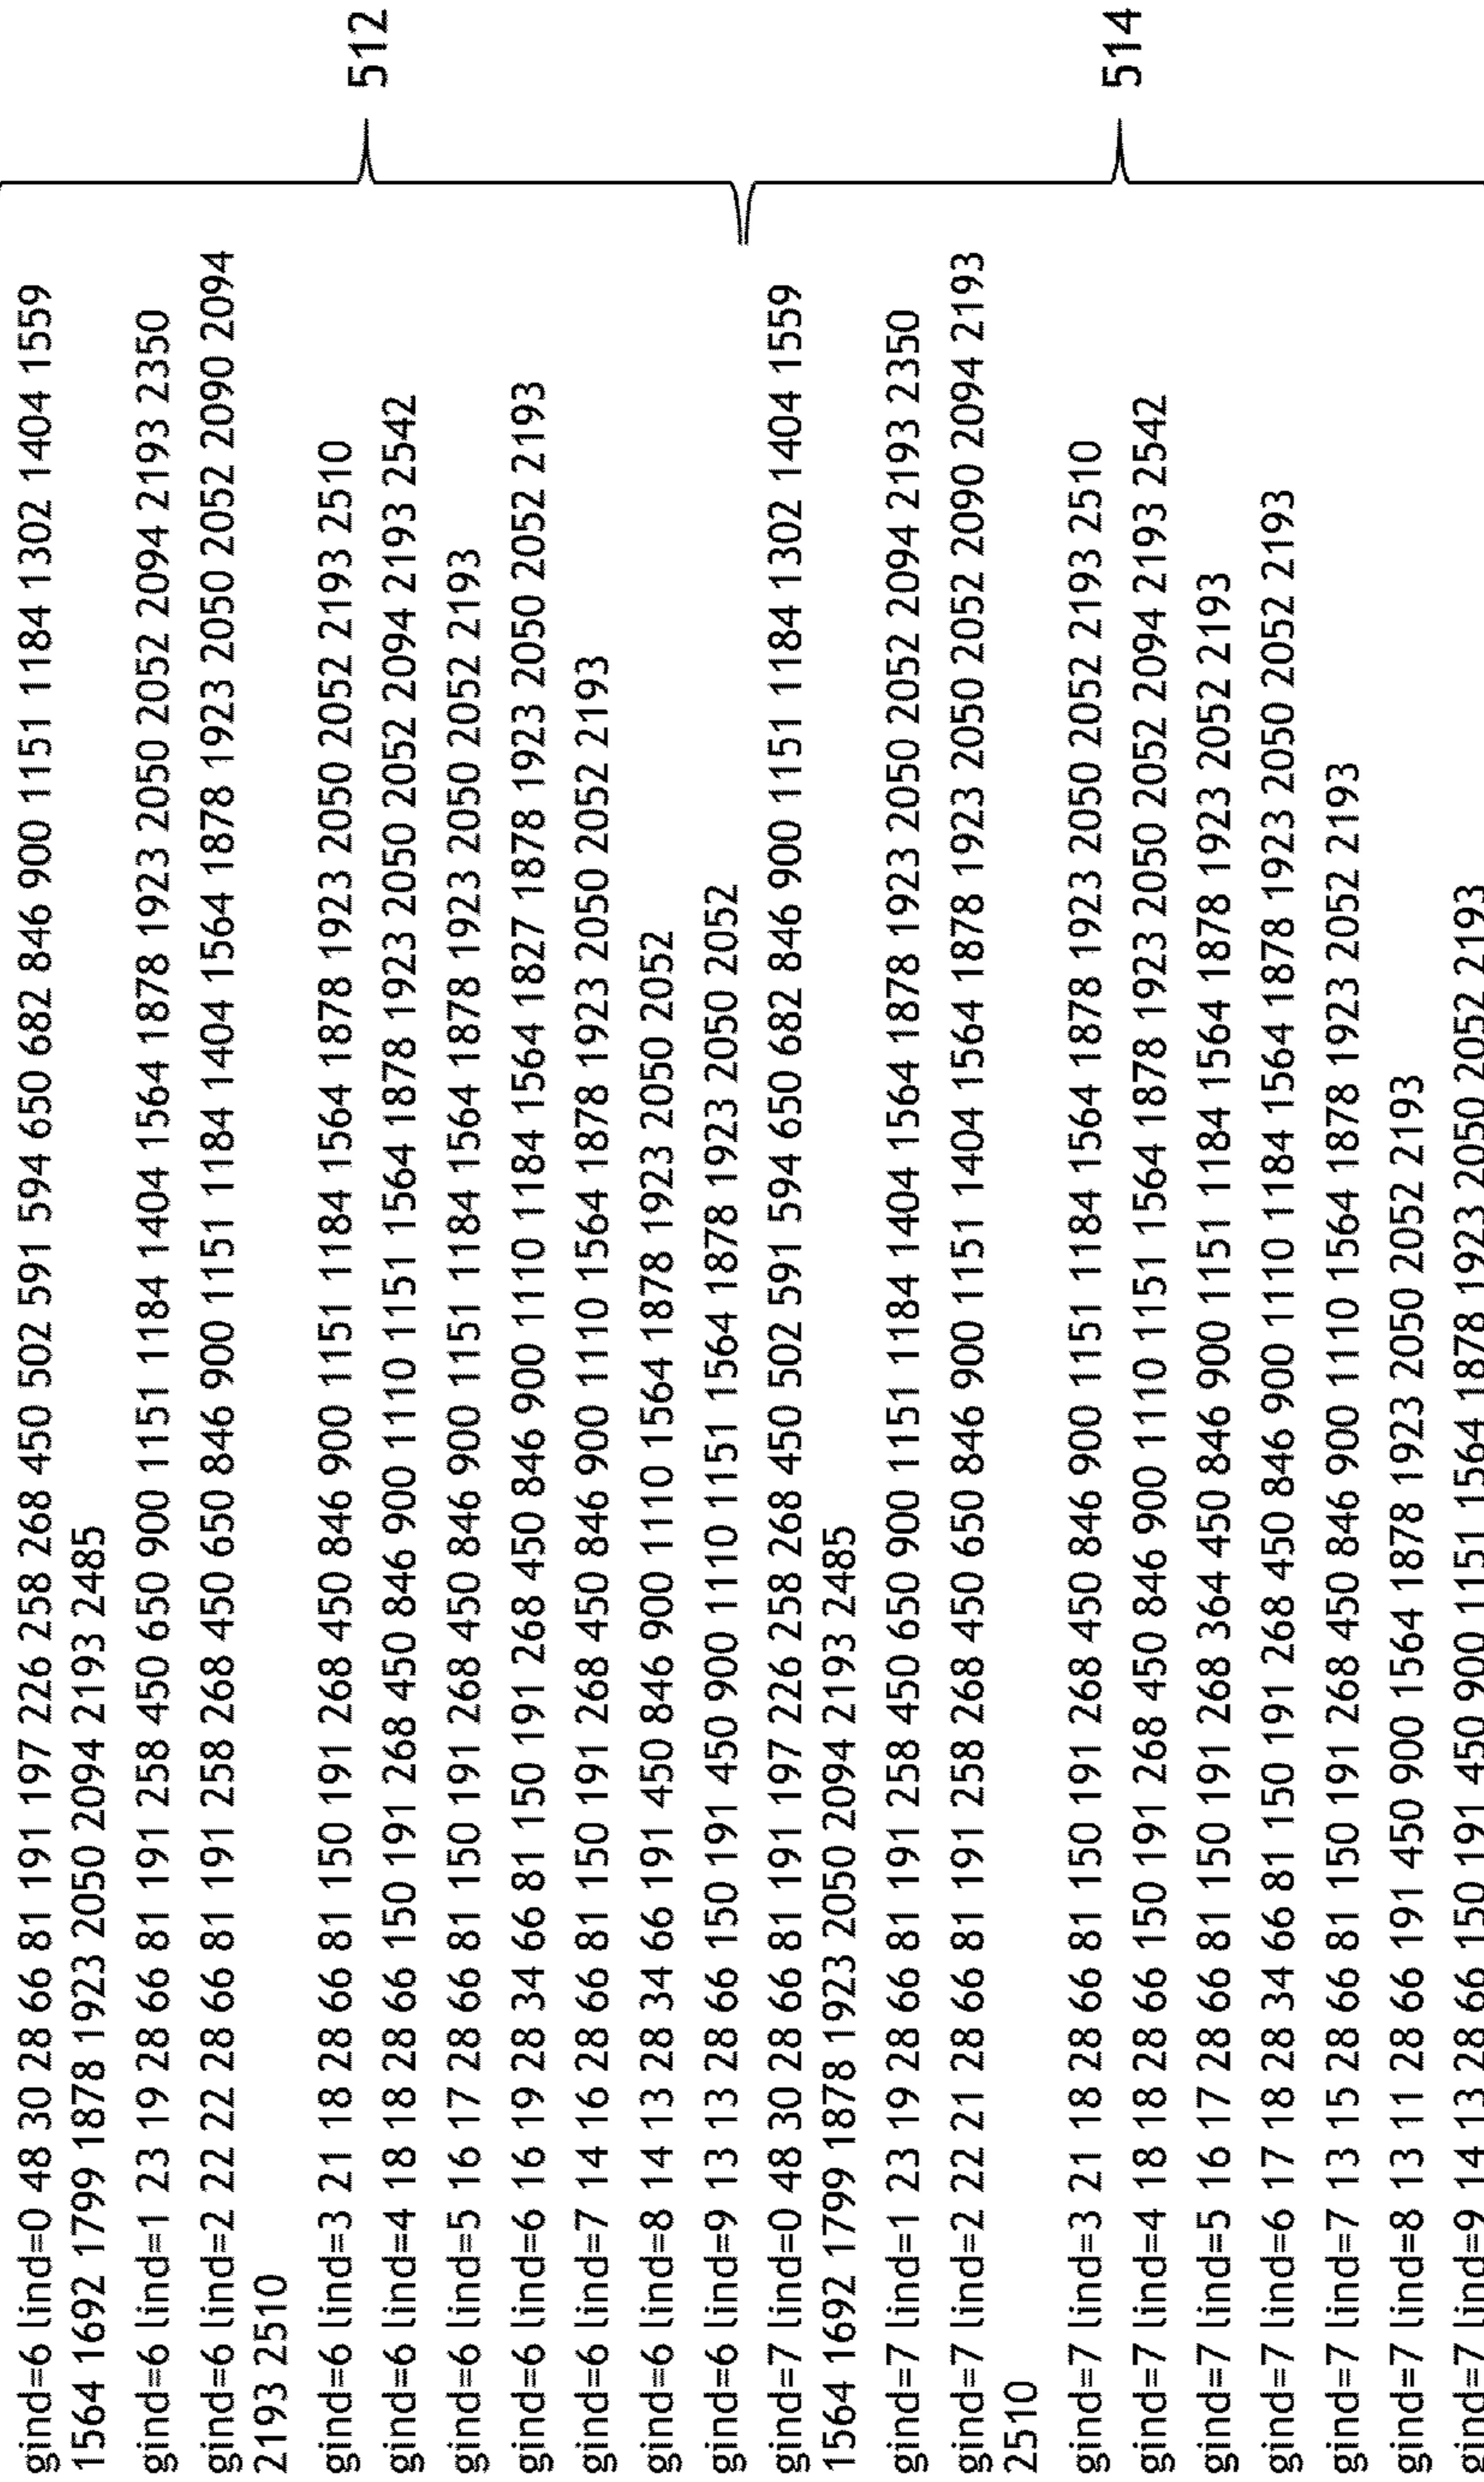 gind=6 lind=0 48 30 28 66 81 191 197 226 258 268 450 502 591 594 650 682 846 900 1151 1184 1302 1404 1559
1564 1692 1799 1878 1923 2050 2094 2193 2485
gind=6 lind=1 23 19 28 66 81 191 258 450 650 900 1151 1184 1404 1564 1878 1923 2050 2052 2094 2193 2350
gind=6 lind=2 22 22 28 66 81 191 258 268 450 650 846 900 1151 1184 1404 1564 1878 1923 2050 2052 2090 2094
2193 2510
gind=6 lind=3 21 18 28 66 81 150 191 268 450 846 900 1151 1184 1564 1878 1923 2050 2052 2193 2510
gind=6 lind=4 18 18 28 66 150 191 268 450 846 900 1110 1151 1564 1878 1923 2050 2052 2094 2193 2542
gind=6 lind=5 16 17 28 66 81 150 191 268 450 846 900 1151 1184 1564 1878 1923 2050 2052 2193
gind=6 lind=6 16 19 28 34 66 81 150 191 268 450 846 900 1110 1184 1564 1827 1878 1923 2050 2052 2193
gind=6 lind=7 14 16 28 66 81 150 191 268 450 846 900 1110 1564 1878 1923 2050 2052 2193
gind=6 lind=8 14 13 28 34 66 191 450 846 900 1110 1564 1878 1923 2050 2052
gind=6 lind=9 13 13 28 66 150 191 450 900 1110 1151 1564 1878 1923 2050 2052
512
gind=7 lind=0 48 30 28 66 81 191 197 226 258 268 450 502 591 594 650 682 846 900 1151 1184 1302 1404 1559
1564 1692 1799 1878 1923 2050 2094 2193 2485
gind=7 lind=1 23 19 28 66 81 191 258 450 650 900 1151 1184 1404 1564 1878 1923 2050 2052 2094 2193 2350
gind=7 lind=2 22 21 28 66 81 191 258 268 450 650 846 900 1151 1404 1564 1878 1923 2050 2052 2090 2094 2193
2510
gind=7 lind=3 21 18 28 66 81 150 191 268 450 846 900 1151 1184 1564 1878 1923 2050 2052 2193 2510
gind=7 lind=4 18 18 28 66 150 191 268 450 846 900 1110 1151 1564 1878 1923 2050 2052 2094 2193 2542
gind=7 lind=5 16 17 28 66 81 150 191 268 364 450 846 900 1151 1184 1564 1878 1923 2052 2193
gind=7 lind=6 17 18 28 34 66 81 150 191 268 450 846 900 1110 1184 1564 1878 1923 2050 2052 2193
gind=7 lind=7 13 15 28 66 81 150 191 268 450 846 900 1110 1564 1878 1923 2052 2193
gind=7 lind=8 13 11 28 66 191 450 900 1564 1878 1923 2050 2052 2193
gind=7 lind=9 14 13 28 66 150 191 450 900 1151 1564 1878 1923 2050 2052 2193
514